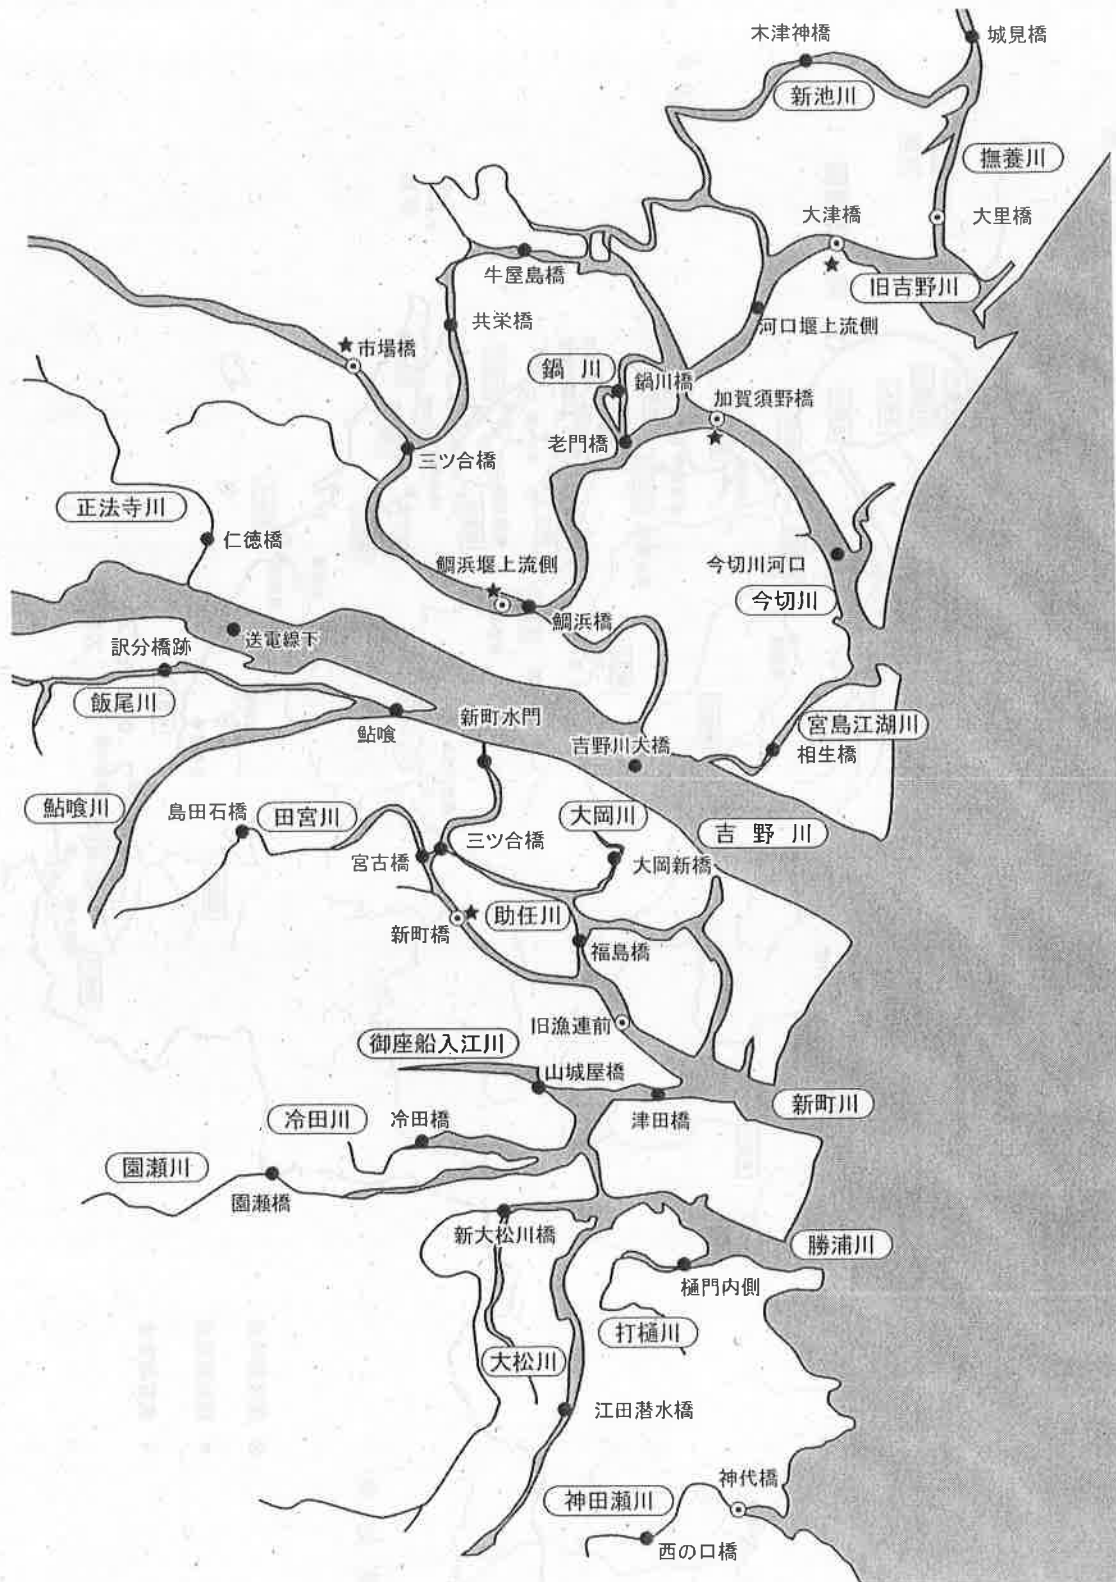 木津神橋
城見橋
新池川
撫養川
大津橋
大里橋
牛屋島橋
旧吉野川
共栄橋
河口堰上流側
★
市場橋
鍋川
鍋川橋
加賀須野橋
★
老門橋
★
三ツ合橋
正法寺川
仁徳橋
鯛浜堰上流側
★
今切川河口
今切川
鯛浜橋
送電線下
訳分橋跡
飯尾川
鮎喰
新町水門
宮島江湖川
吉野川大橋
相生橋
鮎喰川
島田石橋
田宮川
大岡川
吉野川
三ツ合橋
宮古橋
大岡新橋
★
助任川
新町橋
福島橋
旧漁連前
御座船入江川
山城屋橋
新町川
冷田川
冷田橋
津田橋
園瀬川
園瀬橋
新大松川橋
勝浦川
樋門内側
打樋川
大松川
江田潜水橋
神代橋
神田瀬川
西の口橋